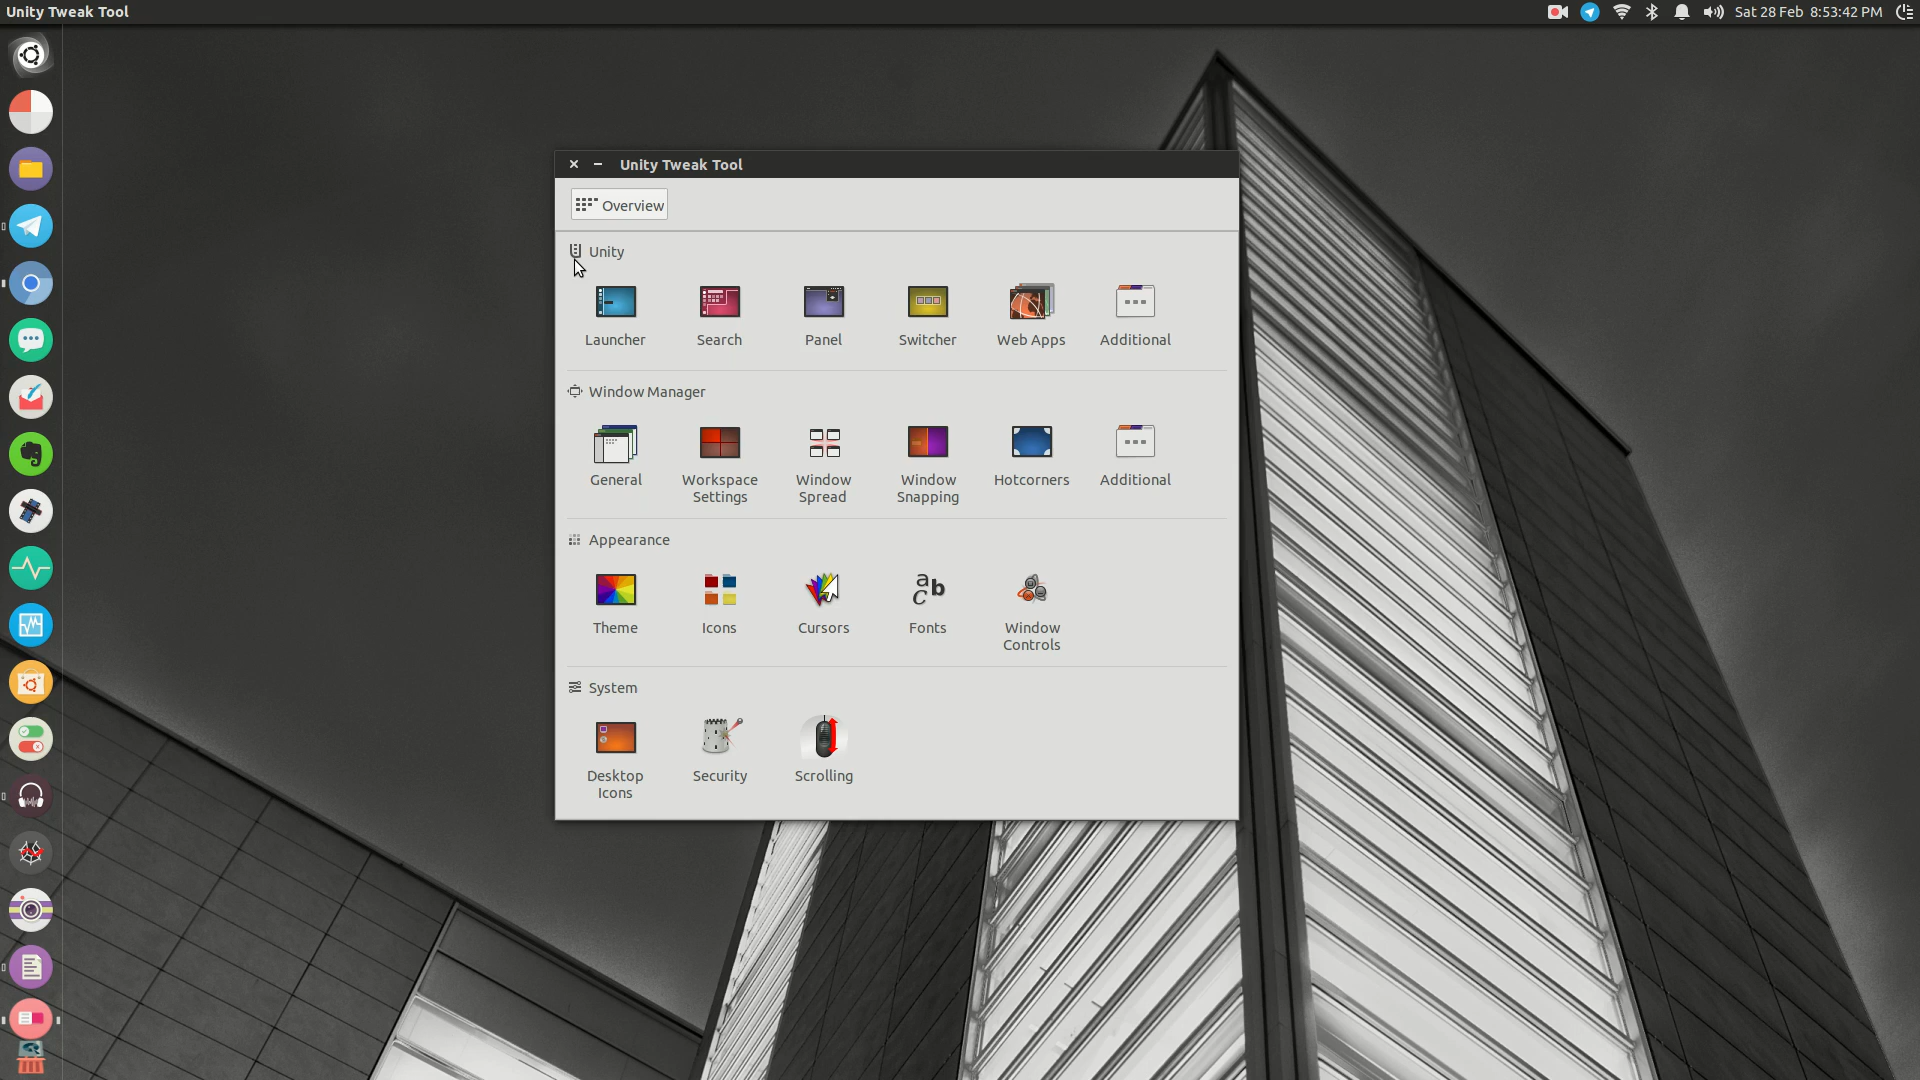 Unity Tweak Tool
Sat 28 Feb 8:53:42 PM
Unity Tweak Tool
Overview
Unity
Launcher
Search
Panel
Switcher
Web Apps
Additional
Window Manager
General
Workspace
Settings
Window
Spread
Window
Snapping
Hotcorners
Additional
Appearance
Theme
Icons
Cursors
Fonts
Window
Controls
System
Desktop
Icons
Security
Scrolling